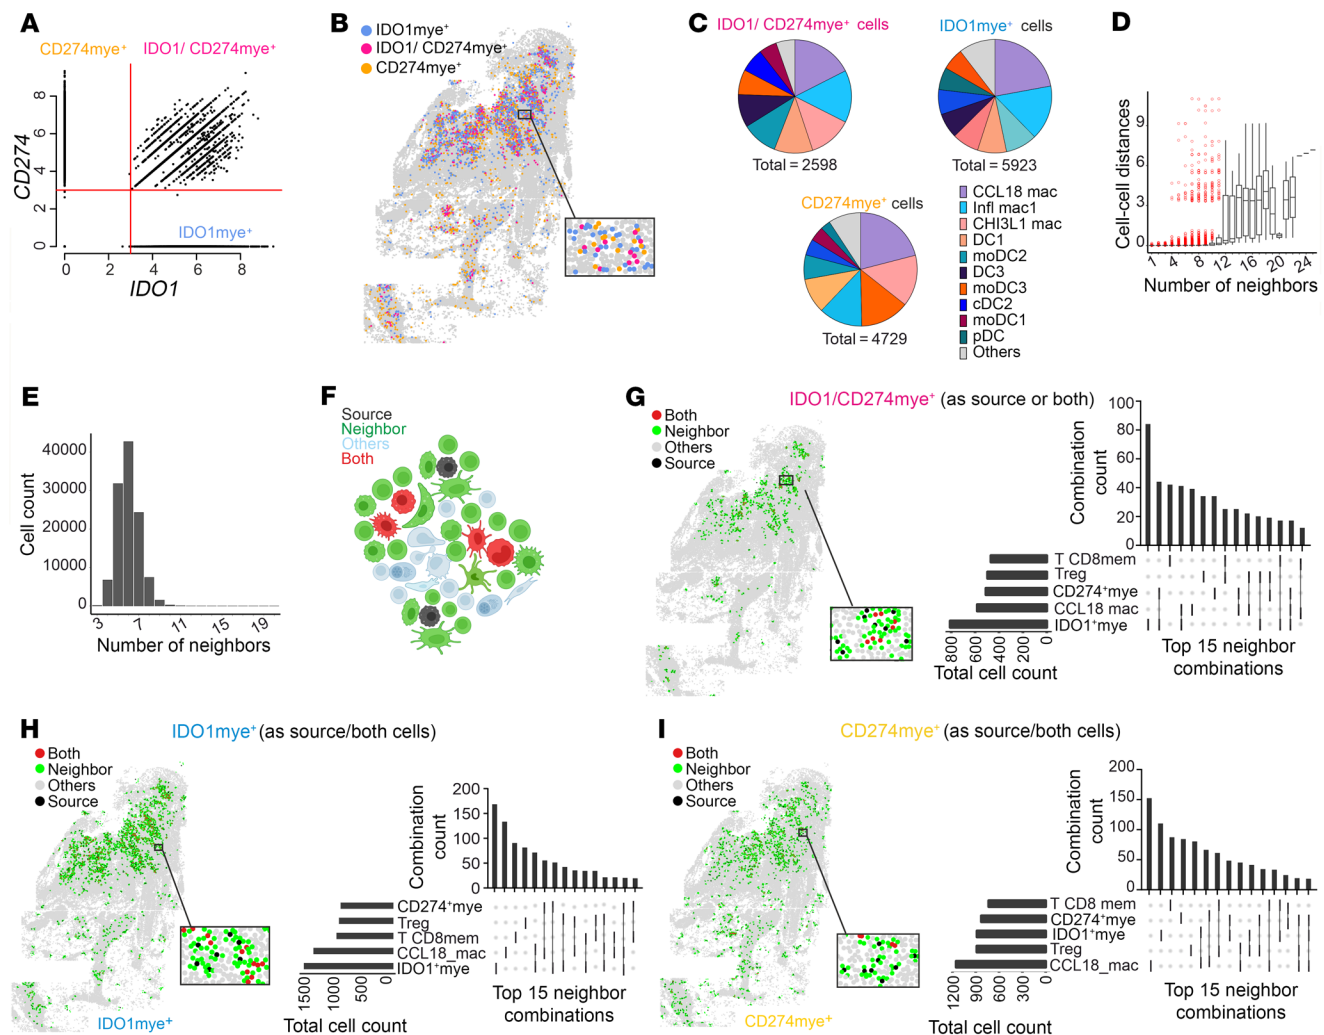 A
CD274mye⁺
IDO1/ CD274mye⁺
CD274
8
6
4
2
0
IDO1mye⁺
0 2 4 6 8
IDO1
B
IDO1mye⁺
IDO1/ CD274mye⁺
CD274mye⁺
C
IDO1/ CD274mye⁺ cells
Total = 2598
IDO1mye⁺ cells
Total = 5923
CD274mye⁺ cells
Total = 4729
CCL18 mac
Infl mac1
CHI3L1 mac
DC1
moDC2
DC3
moDC3
cDC2
moDC1
pDC
Others
D
Cell-cell distances
9
6
3
0
1 4 8 12 16 20 24
Number of neighbors
E
Cell count
40000
30000
20000
10000
0
3 7 11 15 19
Number of neighbors
F
Source
Neighbor
Others
Both
G
IDO1/CD274mye⁺ (as source or both)
Both
Neighbor
Others
Source
Combination
count
100
80
60
40
20
0
T CD8mem
Treg
CD274⁺mye
CCL18 mac
IDO1⁺mye
800 600 400 200 0
Total cell count
Top 15 neighbor
combinations
H
IDO1mye⁺ (as source/both cells)
Both
Neighbor
Others
Source
IDO1mye⁺
Combination
count
200
150
100
50
0
CD274⁺mye
Treg
T CD8mem
CCL18_mac
IDO1⁺mye
1500 1000 500 0
Total cell count
Top 15 neighbor
combinations
I
CD274mye⁺ (as source/both cells)
Both
Neighbor
Others
Source
CD274mye⁺
Combination
count
200
150
100
50
0
T CD8 mem
CD274⁺mye
IDO1⁺mye
Treg
CCL18_mac
1200 900 600 300 0
Total cell count
Top 15 neighbor
combinations